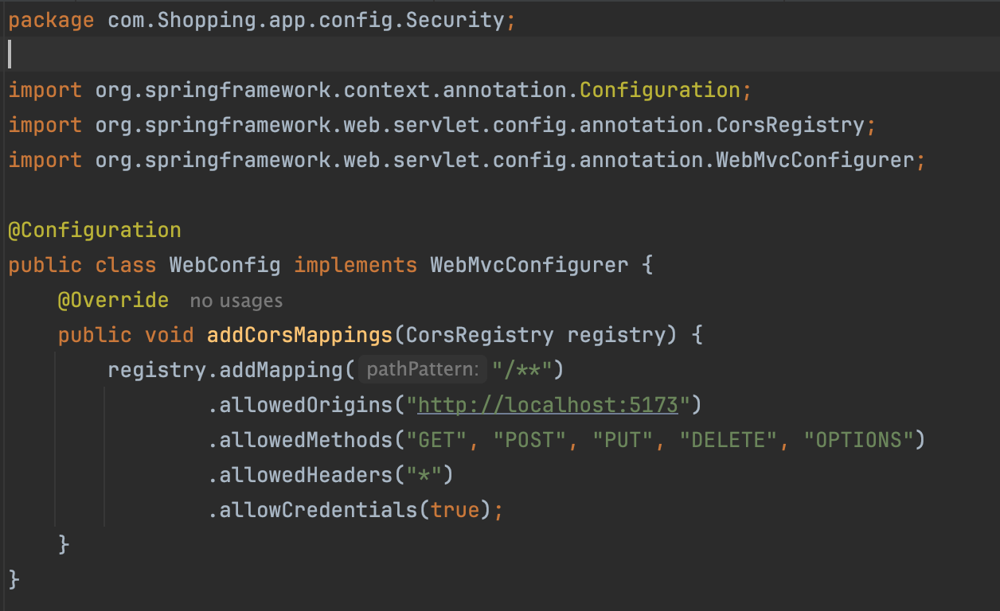 package com.Shopping.app.config.Security;
import org.springframework.context.annotation.Configuration;
import org.springframework.web.servlet.config.annotation.CorsRegistry;
import org.springframework.web.servlet.config.annotation.WebMvcConfigurer;
@Configuration
public class WebConfig implements WebMvcConfigurer {
@Override no usages
public void addCorsMappings(CorsRegistry registry) {
registry.addMapping( pathPattern: "/**")
.allowedOrigins("http://localhost:5173")
.allowedMethods("GET", "POST", "PUT", "DELETE", "OPTIONS")
.allowedHeaders("*")
.allowCredentials(true);
}
}